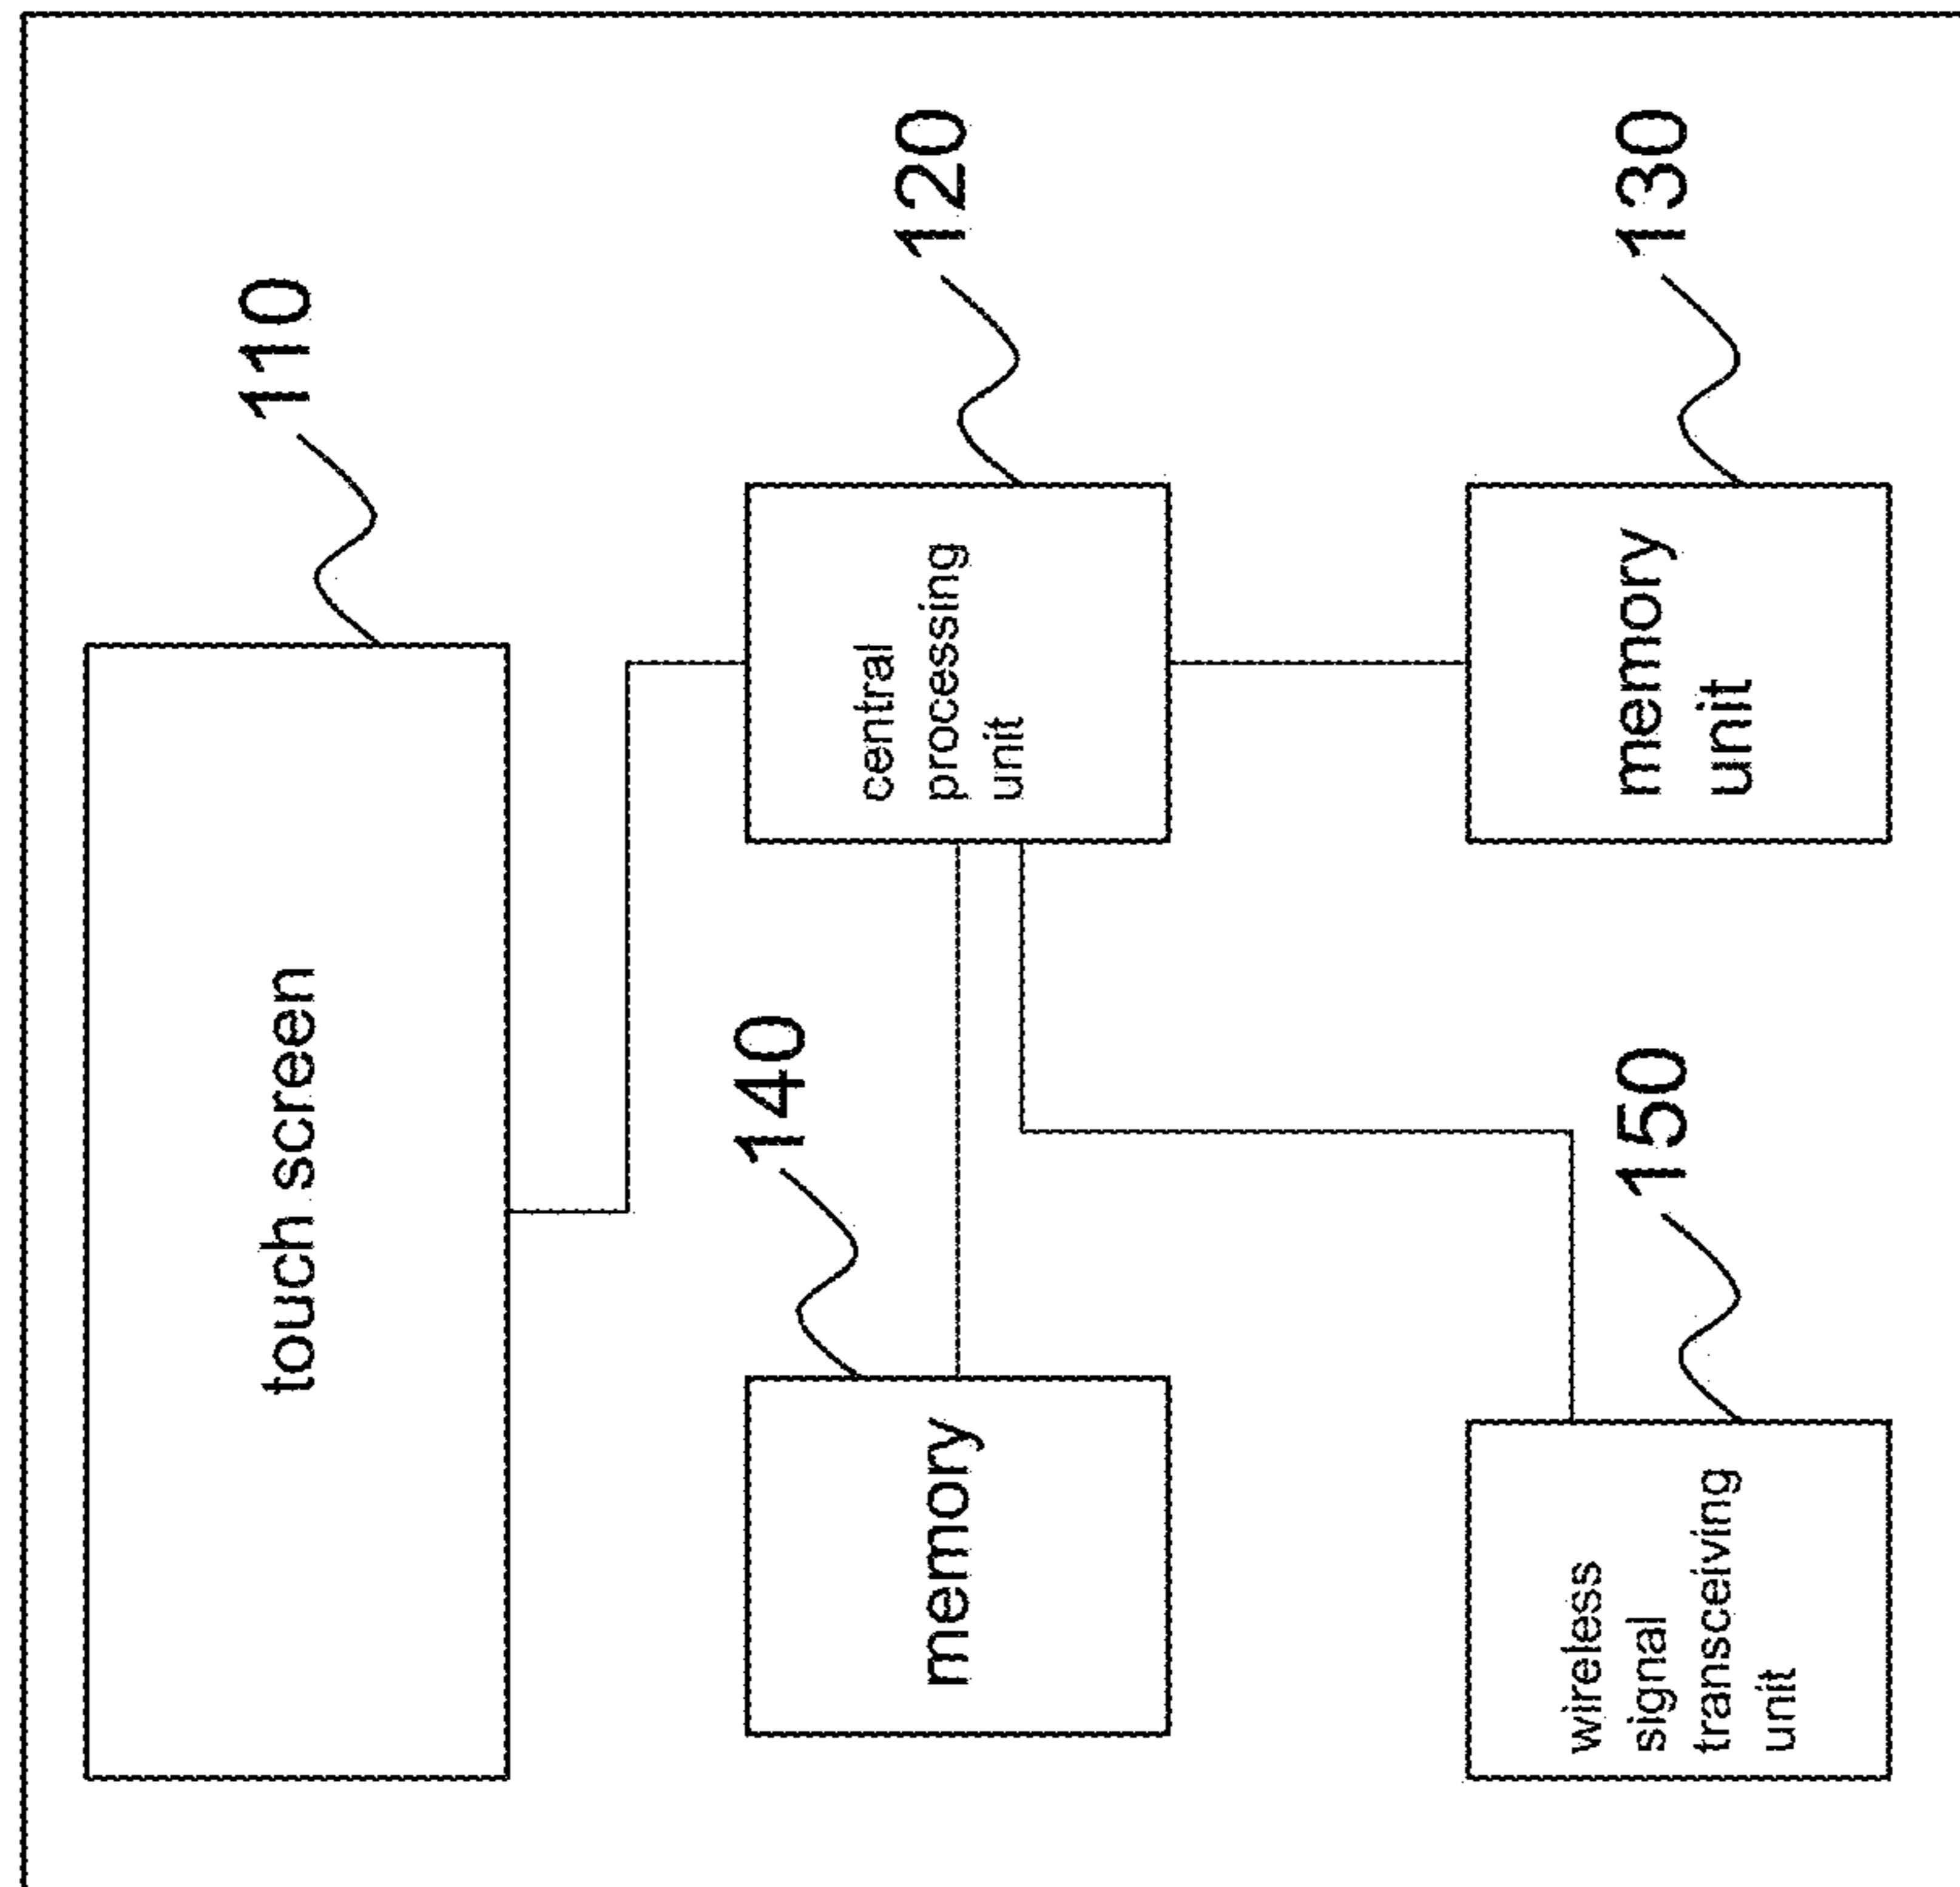 touch screen
110
140
memory
central
processing
unit
120
150
wireless
signal
transceiving
unit
memory
unit
130